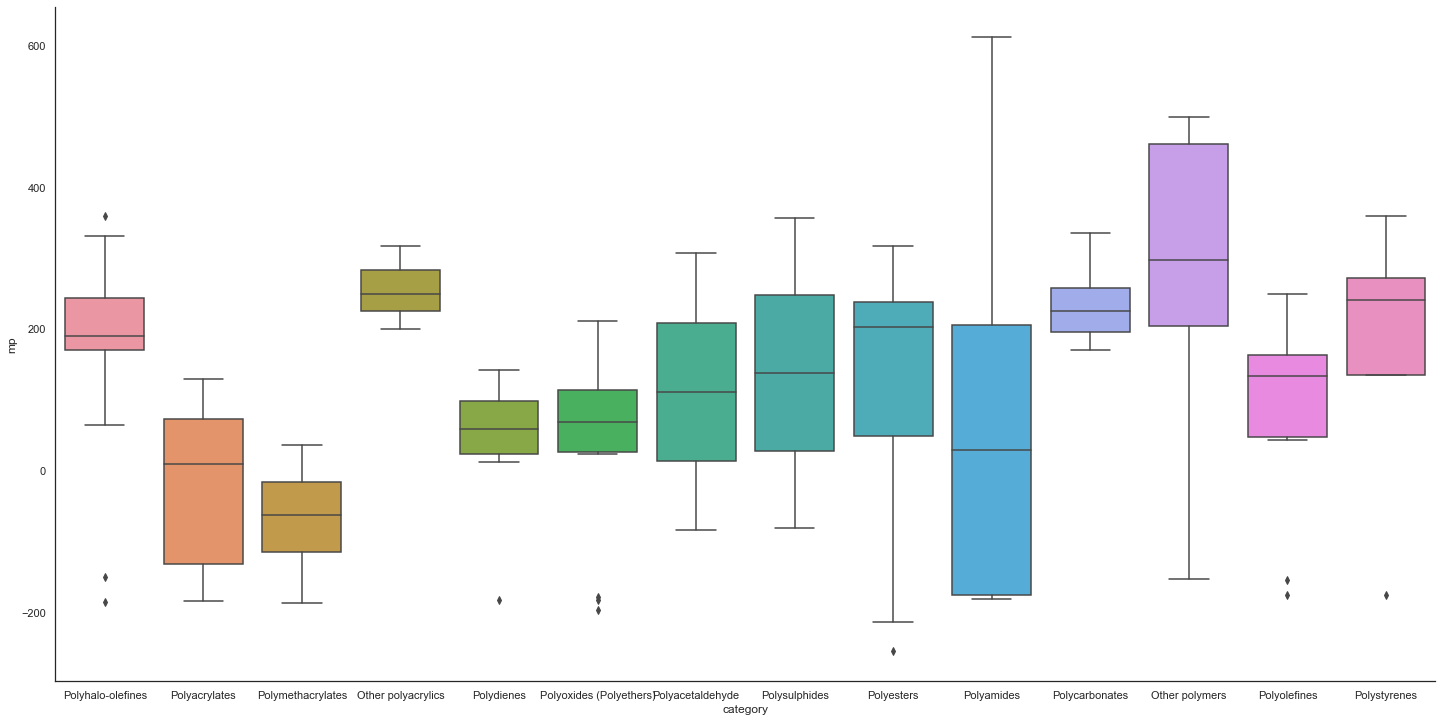 600
400
200
0
−200
mp
Polyhalo-olefines Polyacrylates Polymethacrylates Other polyacrylics Polydienes Polyoxides (Polyethers) Polyacetaldehyde Polysulphides Polyesters Polyamides Polycarbonates Other polymers Polyolefines Polystyrenes
category